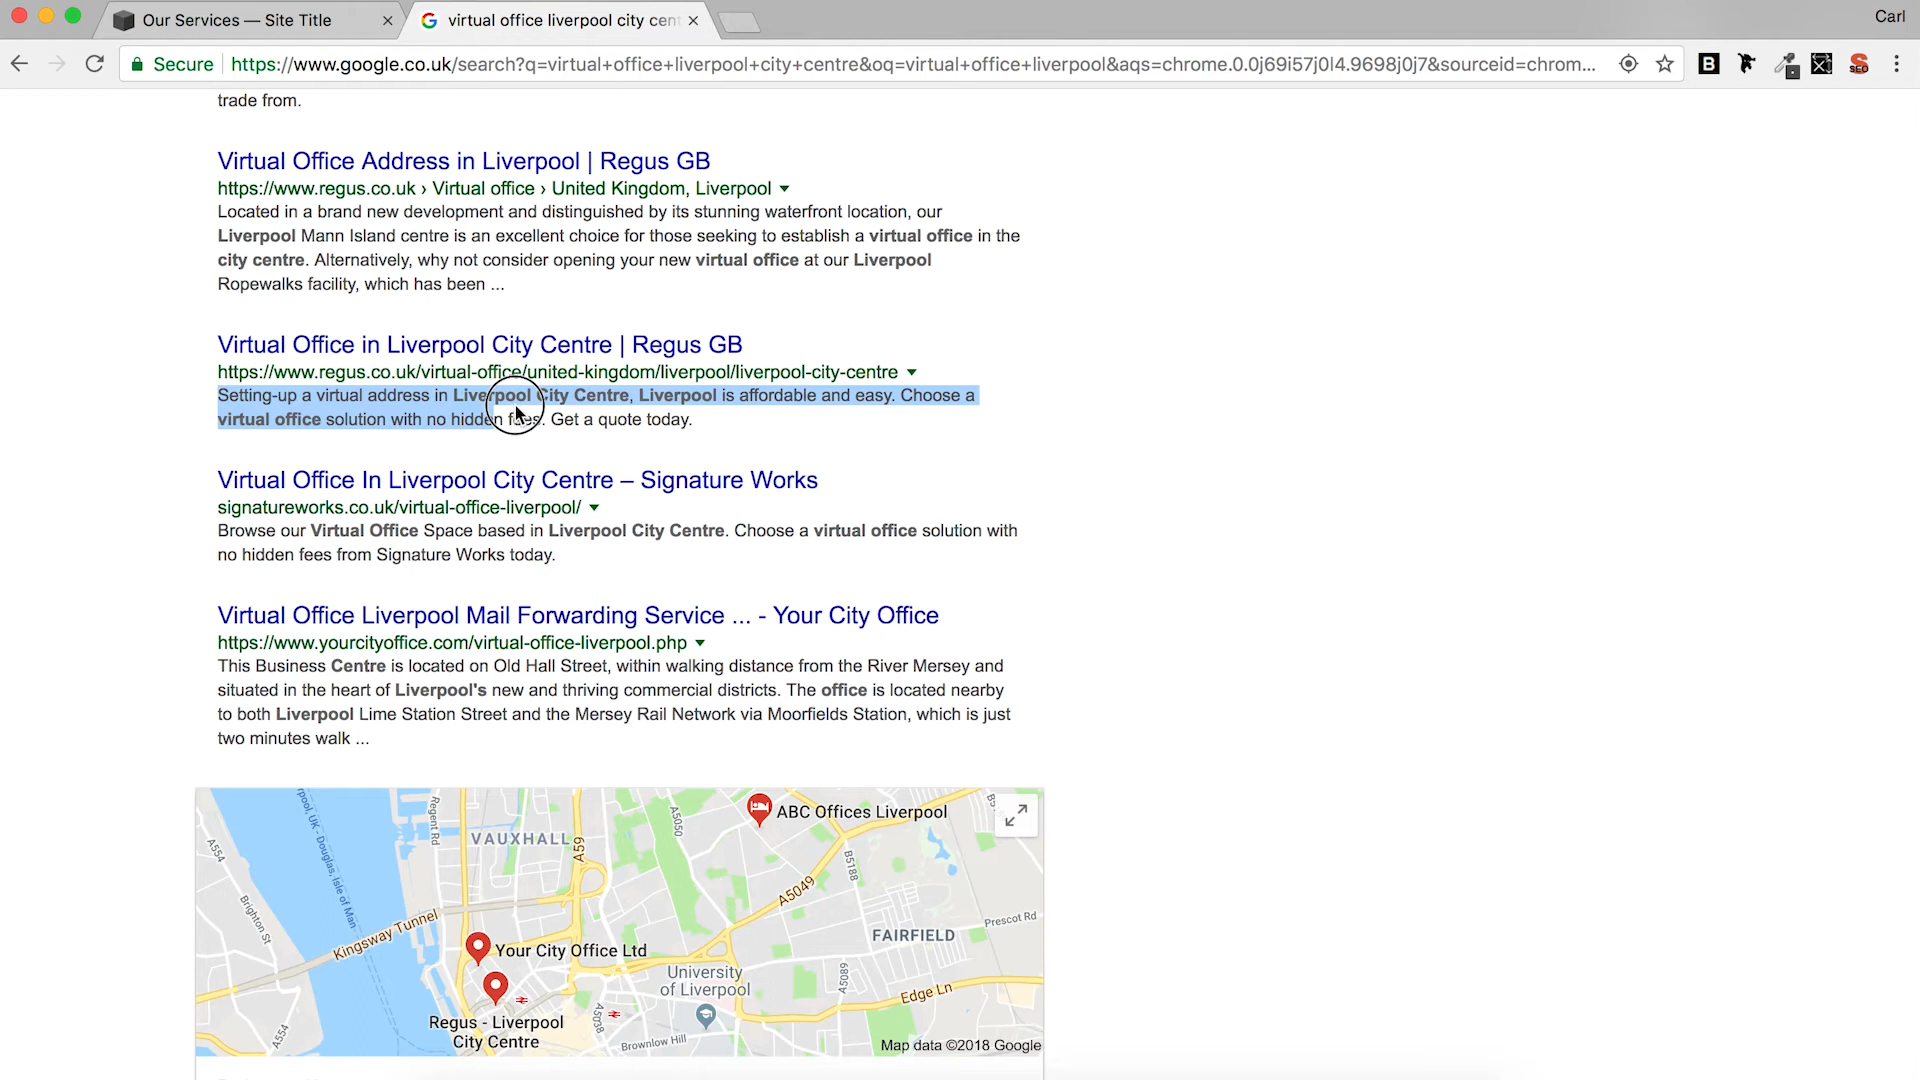 Our Services — Site Title
virtual office liverpool city cent
Carl
Secure
https://www.google.co.uk/search?q=virtual+office+liverpool+city+centre&oq=virtual+office+liverpool&aqs=chrome.0.0j69i57j0l4.9698j0j7&sourceid=chrom...
trade from.
Virtual Office Address in Liverpool | Regus GB
https://www.regus.co.uk › Virtual office › United Kingdom, Liverpool
Located in a brand new development and distinguished by its stunning waterfront location, our
Liverpool Mann Island centre is an excellent choice for those seeking to establish a virtual office in the
city centre. Alternatively, why not consider opening your new virtual office at our Liverpool
Ropewalks facility, which has been ...
Virtual Office in Liverpool City Centre | Regus GB
https://www.regus.co.uk/virtual-office/united-kingdom/liverpool/liverpool-city-centre
Setting-up a virtual address in Liverpool City Centre, Liverpool is affordable and easy. Choose a
virtual office solution with no hidden fees. Get a quote today.
Virtual Office In Liverpool City Centre – Signature Works
signatureworks.co.uk/virtual-office-liverpool/
Browse our Virtual Office Space based in Liverpool City Centre. Choose a virtual office solution with
no hidden fees from Signature Works today.
Virtual Office Liverpool Mail Forwarding Service ... - Your City Office
https://www.yourcityoffice.com/virtual-office-liverpool.php
This Business Centre is located on Old Hall Street, within walking distance from the River Mersey and
situated in the heart of Liverpool's new and thriving commercial districts. The office is located nearby
to both Liverpool Lime Station Street and the Mersey Rail Network via Moorfields Station, which is just
two minutes walk ...
rpool, UK - Douglas, Isle of Man
Regent Rd
A5050
ABC Offices Liverpool
VAUXHALL
A59
A554
B5188
A5049
Brighton St
Kingsway Tunnel
Prescot Rd
FAIRFIELD
Your City Office Ltd
University
of Liverpool
A5089
Edge Ln
Regus - Liverpool
City Centre
A5038
A554
Brownlow Hill
Map data ©2018 Google
B
SEO